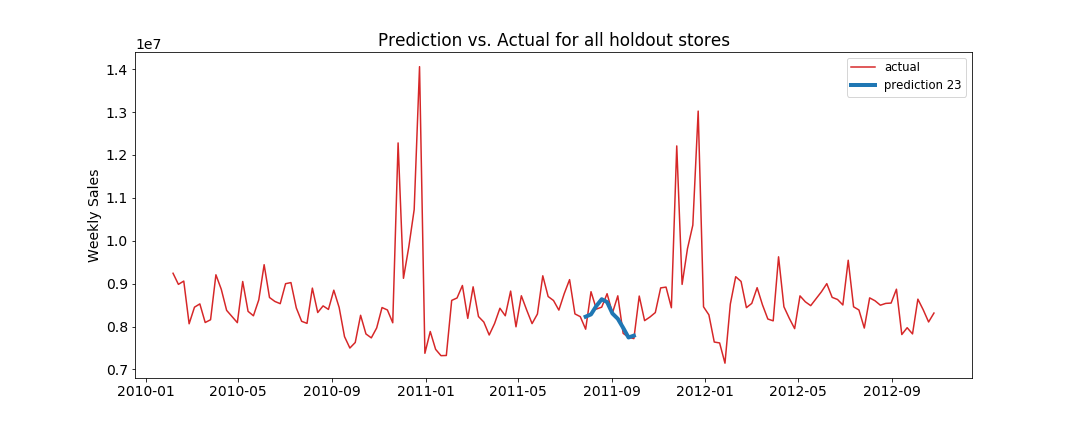 Prediction vs. Actual for all holdout stores
1e7
1.4
1.3
1.2
1.1
1.0
0.9
0.8
0.7
Weekly Sales
actual
prediction 23
2010-01 2010-05 2010-09 2011-01 2011-05 2011-09 2012-01 2012-05 2012-09